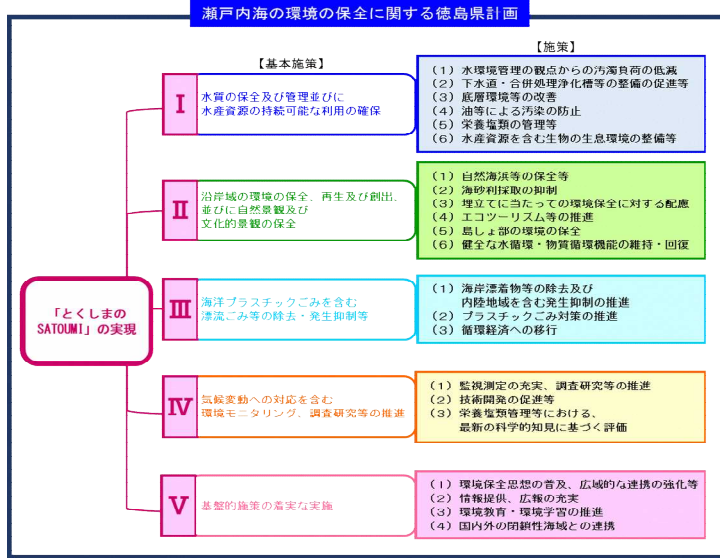 瀬戸内海の環境の保全に関する徳島県計画
【基本施策】
【施策】
「とくしまの
SATOUMI」の実現
Ⅰ
水質の保全及び管理並びに
水産資源の持続可能な利用の確保
(1) 水環境管理の観点からの汚濁負荷の低減
(2) 下水道・合併処理浄化槽等の整備の促進等
(3) 底層環境等の改善
(4) 油等による汚染の防止
(5) 栄養塩類の管理等
(6) 水産資源を含む生物の生息環境の整備等
Ⅱ
沿岸域の環境の保全、再生及び創出、
並びに自然景観及び
文化的景観の保全
(1) 自然海浜等の保全等
(2) 海砂利採取の抑制
(3) 埋立てに当たっての環境保全に対する配慮
(4) エコツーリズム等の推進
(5) 島しょ部の環境の保全
(6) 健全な水循環・物質循環機能の維持・回復
Ⅲ
海洋プラスチックごみを含む
漂流ごみ等の除去・発生抑制等
(1) 海岸漂着物等の除去及び
内陸地域を含む発生抑制の推進
(2) プラスチックごみ対策の推進
(3) 循環経済への移行
Ⅳ
気候変動への対応を含む
環境モニタリング、調査研究等の推進
(1) 監視測定の充実、調査研究等の推進
(2) 技術開発の促進等
(3) 栄養塩類管理等における、
最新の科学的知見に基づく評価
Ⅴ
基盤的施策の着実な実施
(1) 環境保全思想の普及、広域的な連携の強化等
(2) 情報提供、広報の充実
(3) 環境教育・環境学習の推進
(4) 国内外の閉鎖性海域との連携